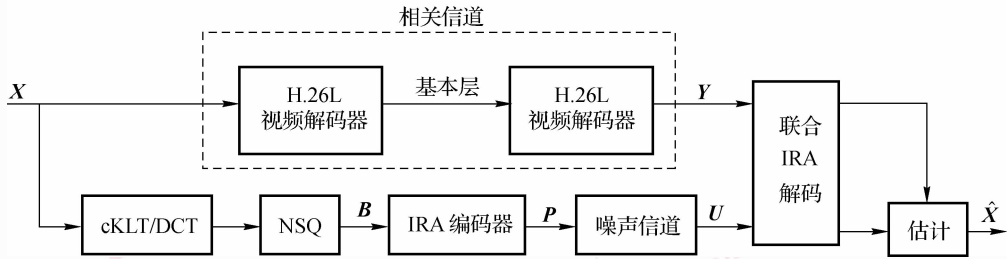 相关信道
X
H.26L
视频解码器
基本层
H.26L
视频解码器
Y
联合
IRA
解码
cKLT/DCT
NSQ
B
IRA 编码器
P
噪声信道
U
估计
X̂